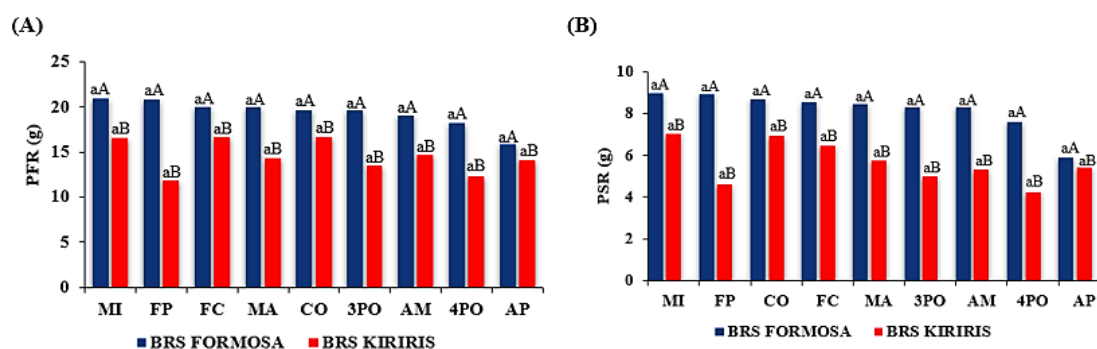 (A)
25
20
15
10
5
0
PFR (g)
aA aA aA aA aA aA aA aA aA
aB aB aB aB aB aB aB aB aB
MI FP FC MA CO 3PO AM 4PO AP
BRS FORMOSA BRS KIRIRIS
(B)
10
8
6
4
2
0
PSR (g)
aA aA aA aA aA aA aA aA aA
aB aB aB aB aB aB aB aB aB
MI FP CO FC MA 3PO AM 4PO AP
BRS FORMOSA BRS KIRIRIS